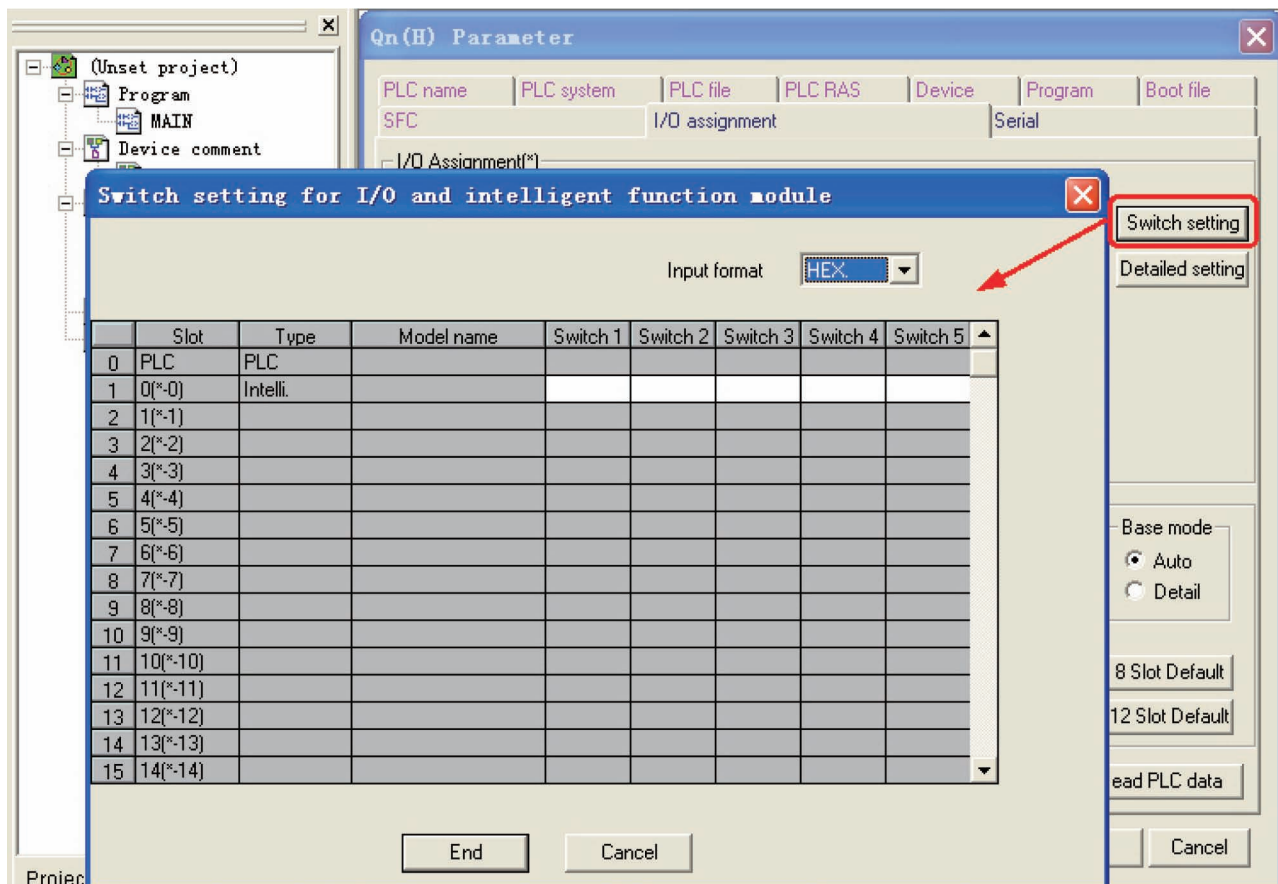 (Unset project)
Program
MAIN
Device comment
Projec
Qn(H) Parameter
PLC name PLC system PLC file PLC RAS Device Program Boot file
SFC I/O assignment Serial
I/O Assignment(*)
Switch setting
Detailed setting
Switch setting for I/O and intelligent function module
Input format HEX.
Slot Type Model name Switch 1 Switch 2 Switch 3 Switch 4 Switch 5
0 PLC PLC
1 0(*-0) Intelli.
2 1(*-1)
3 2(*-2)
4 3(*-3)
5 4(*-4)
6 5(*-5)
7 6(*-6)
8 7(*-7)
9 8(*-8)
10 9(*-9)
11 10(*-10)
12 11(*-11)
13 12(*-12)
14 13(*-13)
15 14(*-14)
End Cancel
Base mode
Auto
Detail
8 Slot Default
12 Slot Default
ead PLC data
Cancel